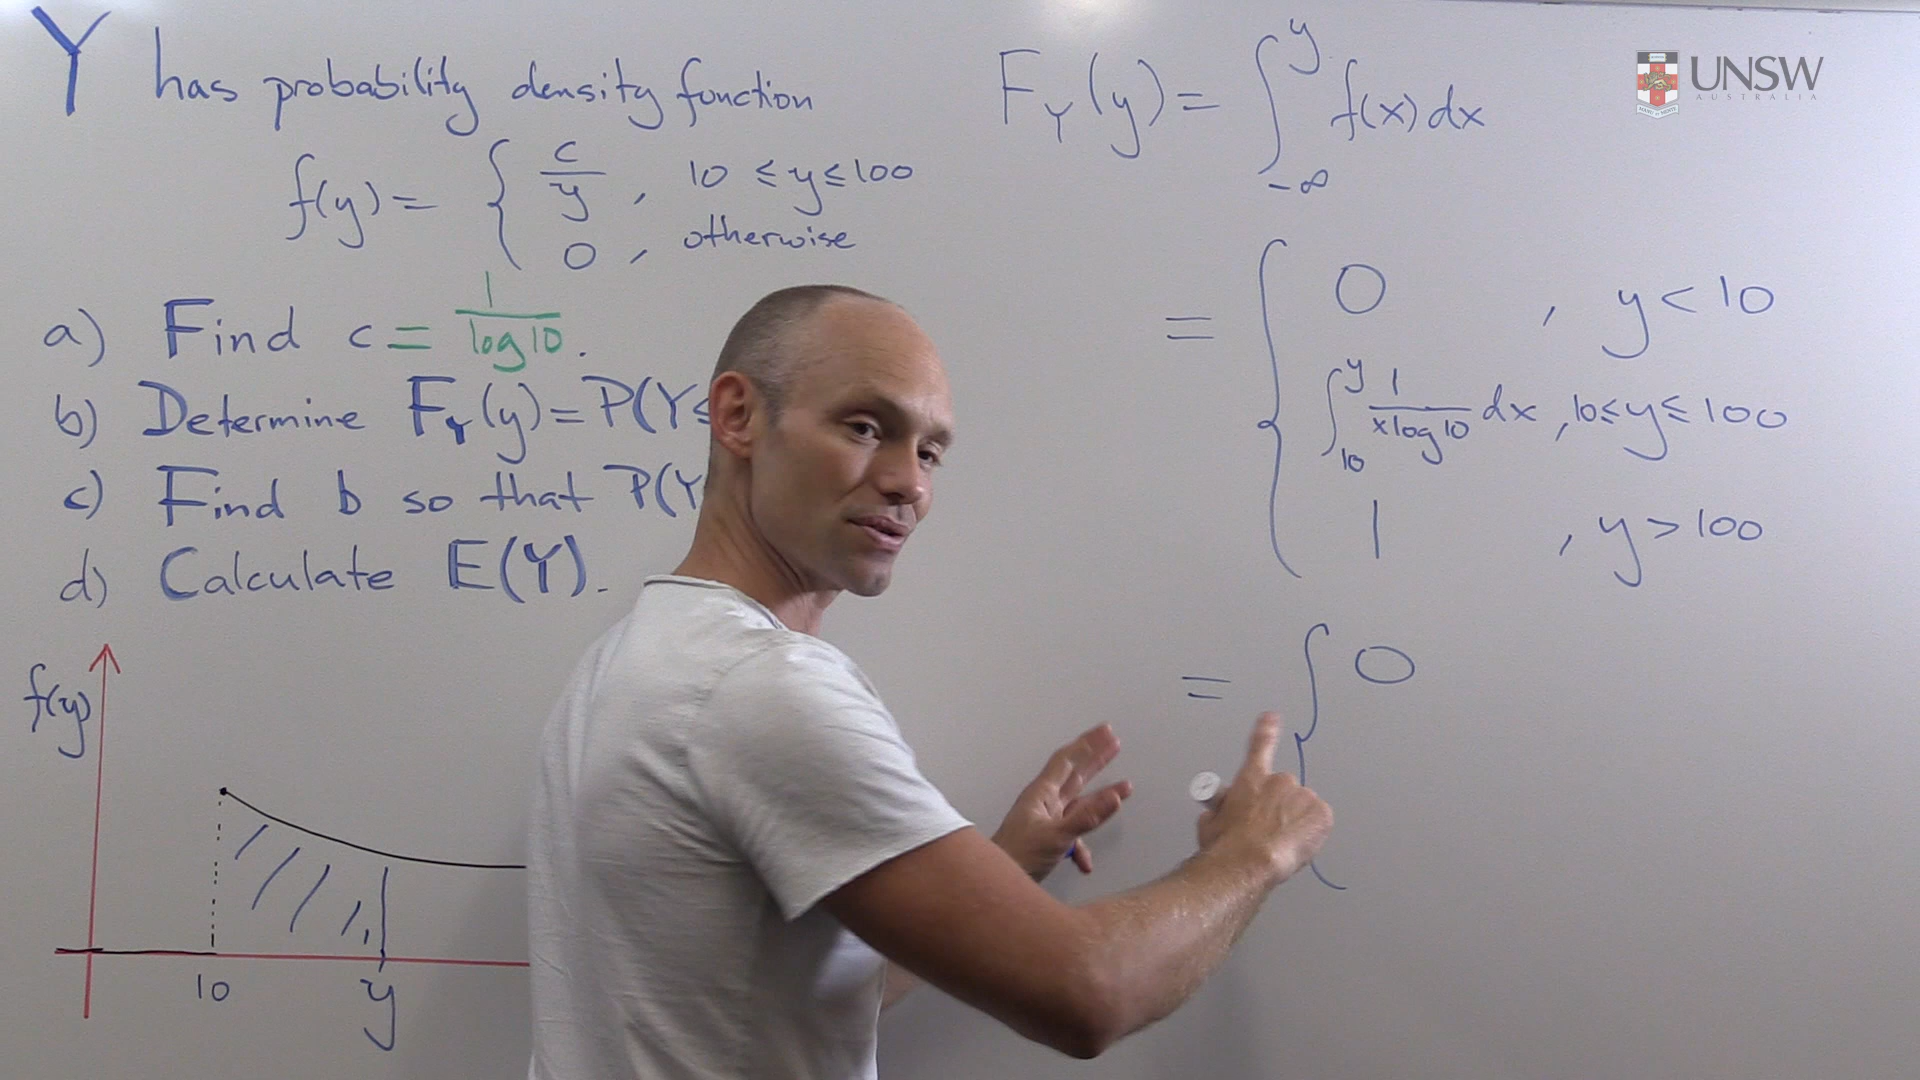 Y has probability density function
f(y) = { c/y , 10 ≤ y ≤ 100
0 , otherwise
a) Find c = 1/log10 .
b) Determine F_Y(y) = P(Y ≤
c) Find b so that P(Y
d) Calculate E(Y).
f(y)
10 y
F_Y(y) = ∫_{-∞}^{y} f(x) dx
= { 0 , y < 10
∫_{10}^{y} 1/(x log10) dx , 10 ≤ y ≤ 100
1 , y > 100
= { 0
UNSW
AUSTRALIA